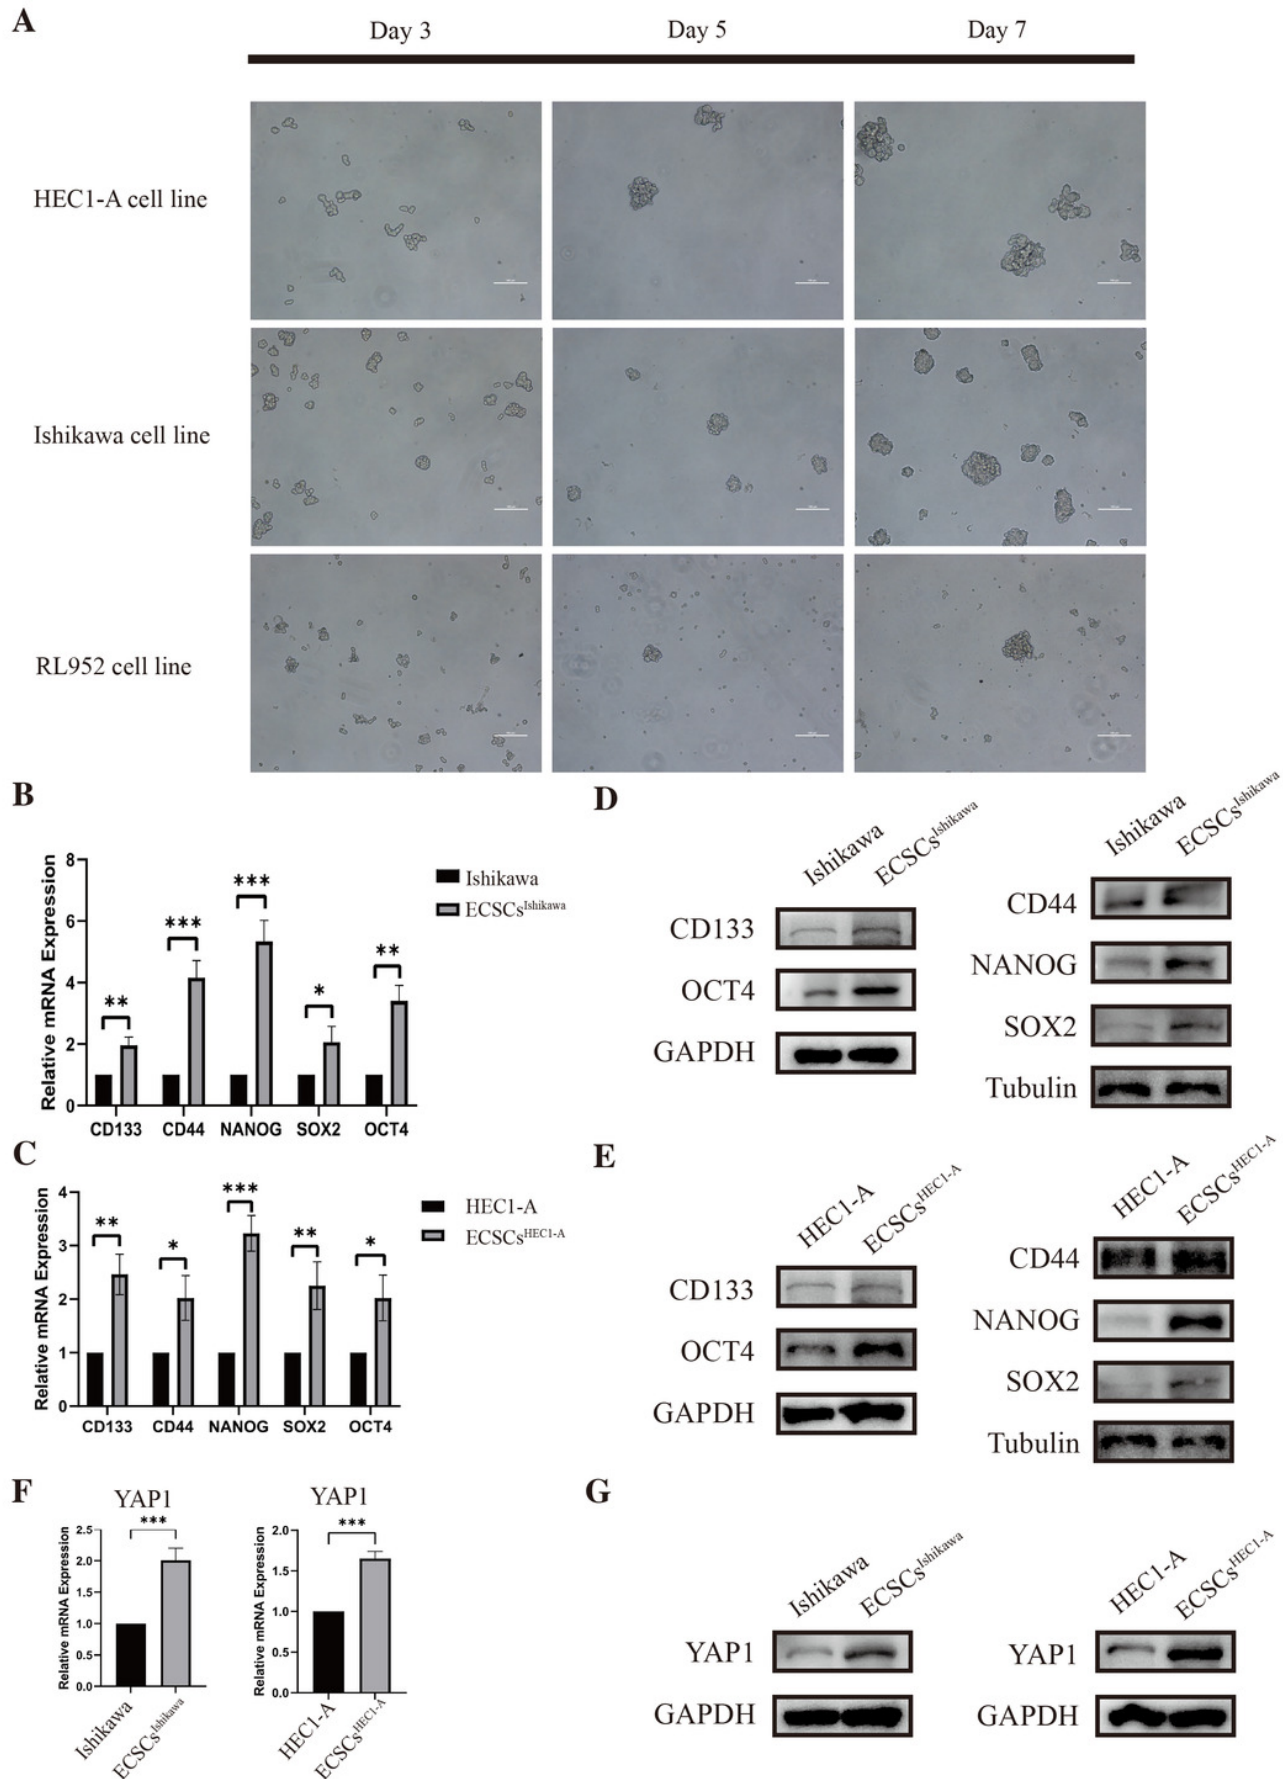 A
Day 3 Day 5 Day 7
HEC1-A cell line
Ishikawa cell line
RL952 cell line
B
Relative mRNA Expression
8
6
4
2
0
** *** *** * **
CD133 CD44 NANOG SOX2 OCT4
Ishikawa
ECSCsIshikawa
C
Relative mRNA Expression
4
3
2
1
0
** * *** ** *
CD133 CD44 NANOG SOX2 OCT4
HEC1-A
ECSCsHEC1-A
D
Ishikawa ECSCsIshikawa
CD133
OCT4
GAPDH
Ishikawa ECSCsIshikawa
CD44
NANOG
SOX2
Tubulin
E
HEC1-A ECSCsHEC1-A
CD133
OCT4
GAPDH
HEC1-A ECSCsHEC1-A
CD44
NANOG
SOX2
Tubulin
F
YAP1
***
Relative mRNA Expression
2.5
2.0
1.5
1.0
0.5
0.0
Ishikawa ECSCsIshikawa
YAP1
***
Relative mRNA Expression
2.0
1.5
1.0
0.5
0.0
HEC1-A ECSCsHEC1-A
G
Ishikawa ECSCsIshikawa
YAP1
GAPDH
HEC1-A ECSCsHEC1-A
YAP1
GAPDH